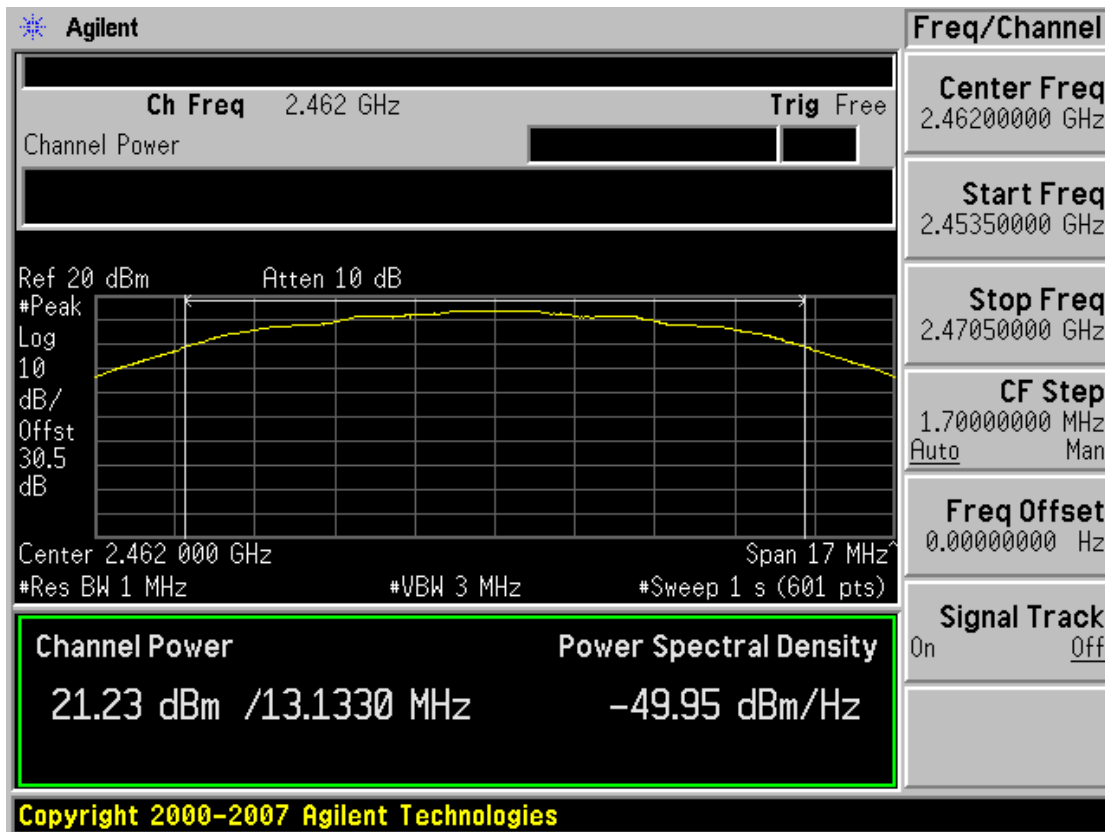 Agilent
Freq/Channel
Ch Freq 2.462 GHz Trig Free
Channel Power
Center Freq
2.46200000 GHz
Start Freq
2.45350000 GHz
Stop Freq
2.47050000 GHz
CF Step
1.70000000 MHz
Auto Man
Freq Offset
0.00000000 Hz
Signal Track
On Off
Ref 20 dBm Atten 10 dB
#Peak
Log
10
dB/
Offst
30.5
dB
Center 2.462 000 GHz Span 17 MHz^
#Res BW 1 MHz #VBW 3 MHz #Sweep 1 s (601 pts)
Channel Power Power Spectral Density
21.23 dBm /13.1330 MHz -49.95 dBm/Hz
Copyright 2000-2007 Agilent Technologies